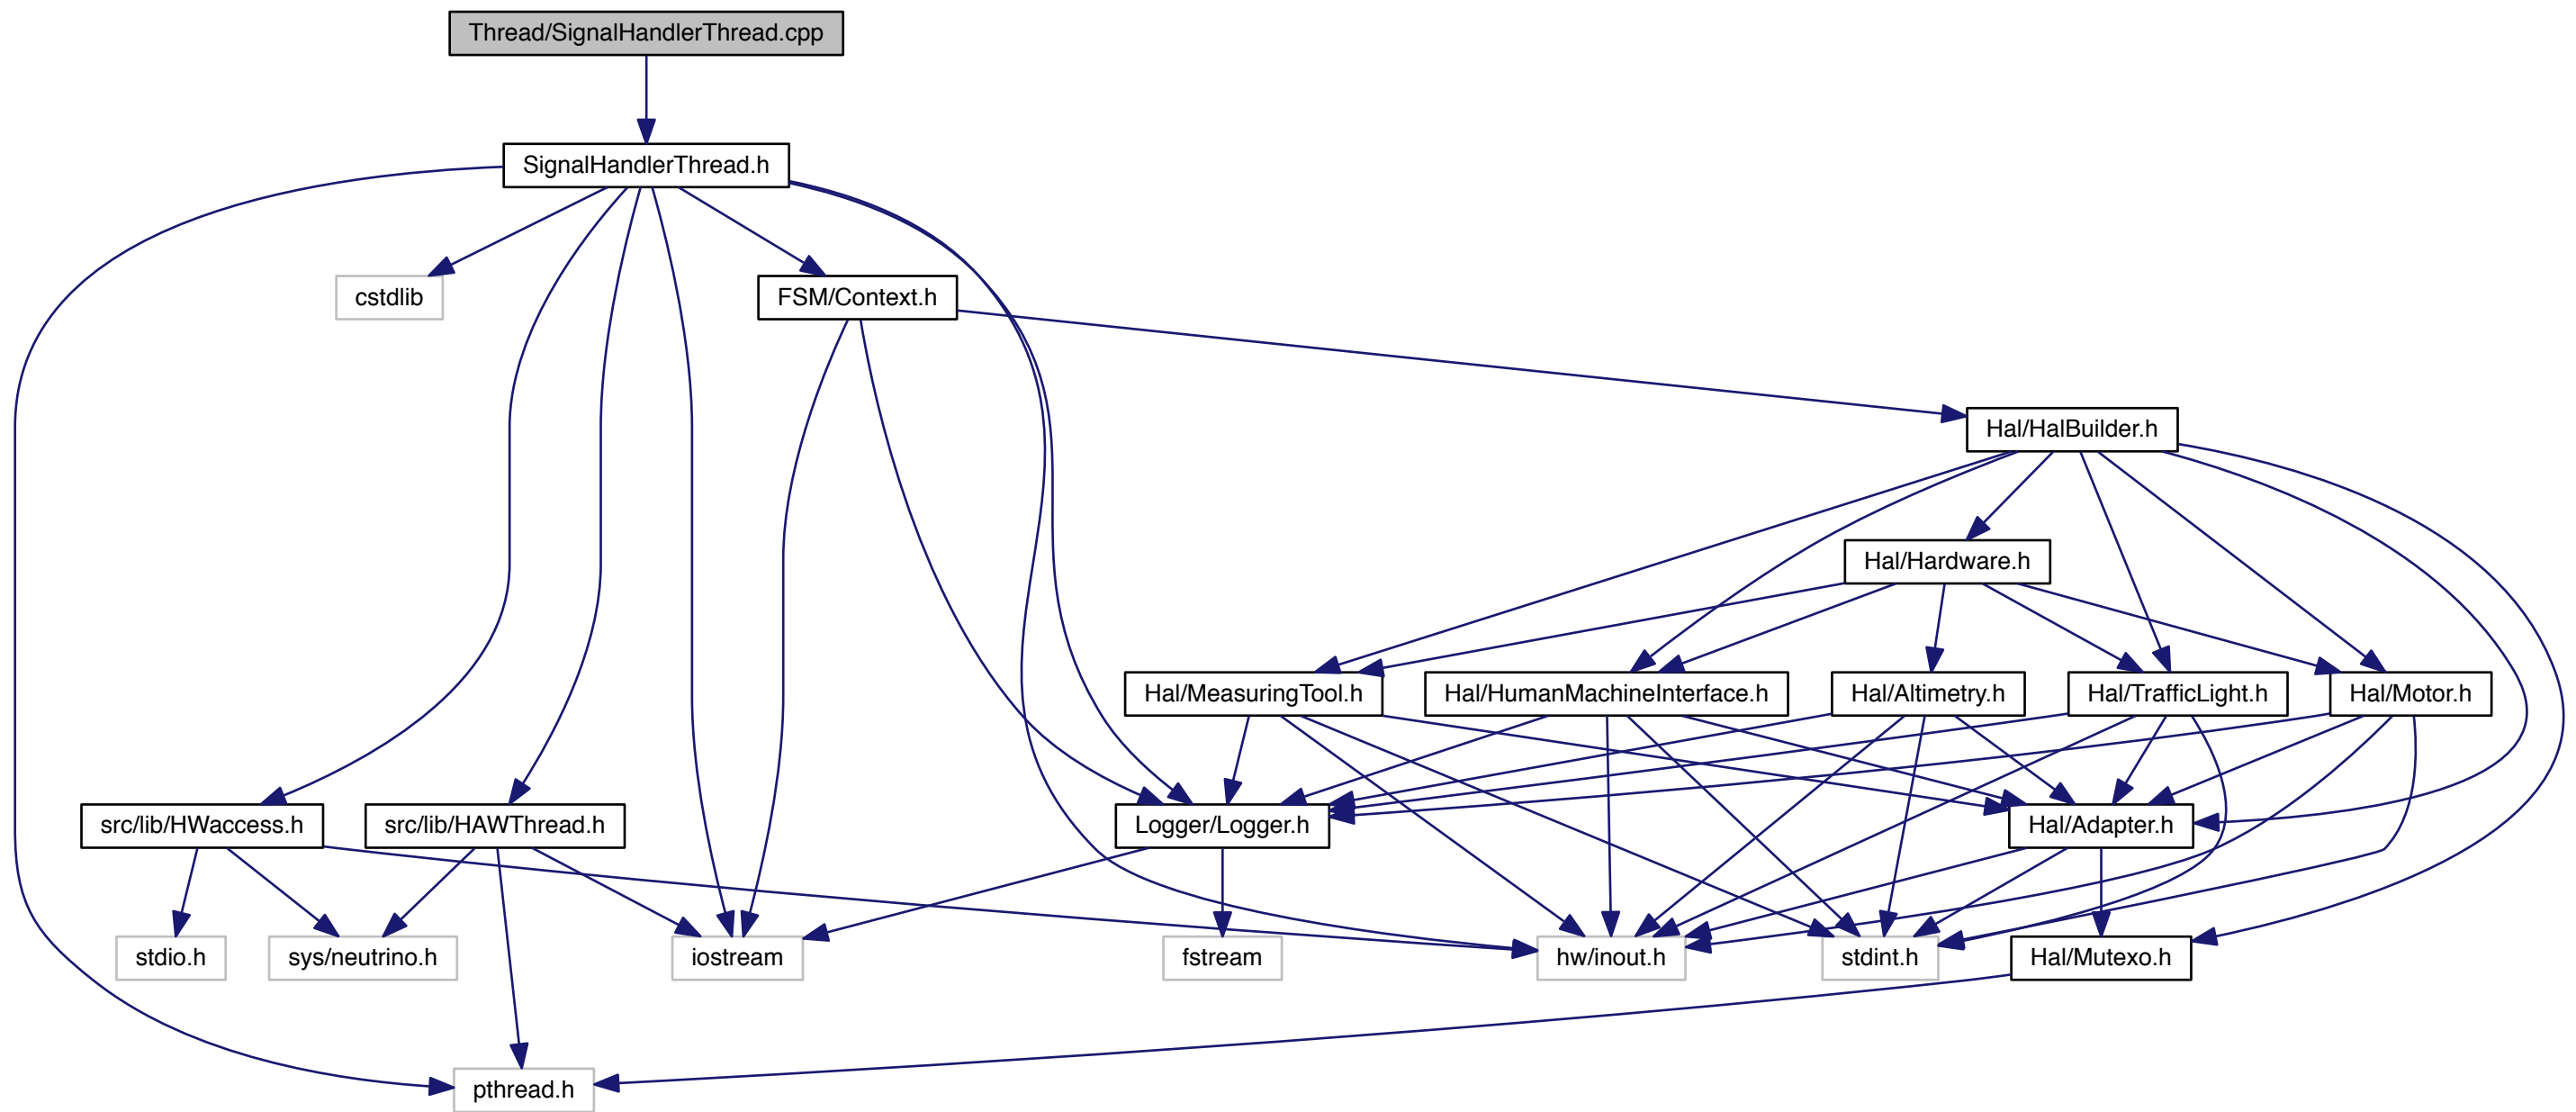 Thread/SignalHandlerThread.cpp
SignalHandlerThread.h
cstdlib
FSM/Context.h
Hal/HalBuilder.h
Hal/Hardware.h
Hal/MeasuringTool.h
Hal/HumanMachineInterface.h
Hal/Altimetry.h
Hal/TrafficLight.h
Hal/Motor.h
src/lib/HWaccess.h
src/lib/HAWThread.h
Logger/Logger.h
Hal/Adapter.h
stdio.h
sys/neutrino.h
iostream
fstream
hw/inout.h
stdint.h
Hal/Mutexo.h
pthread.h